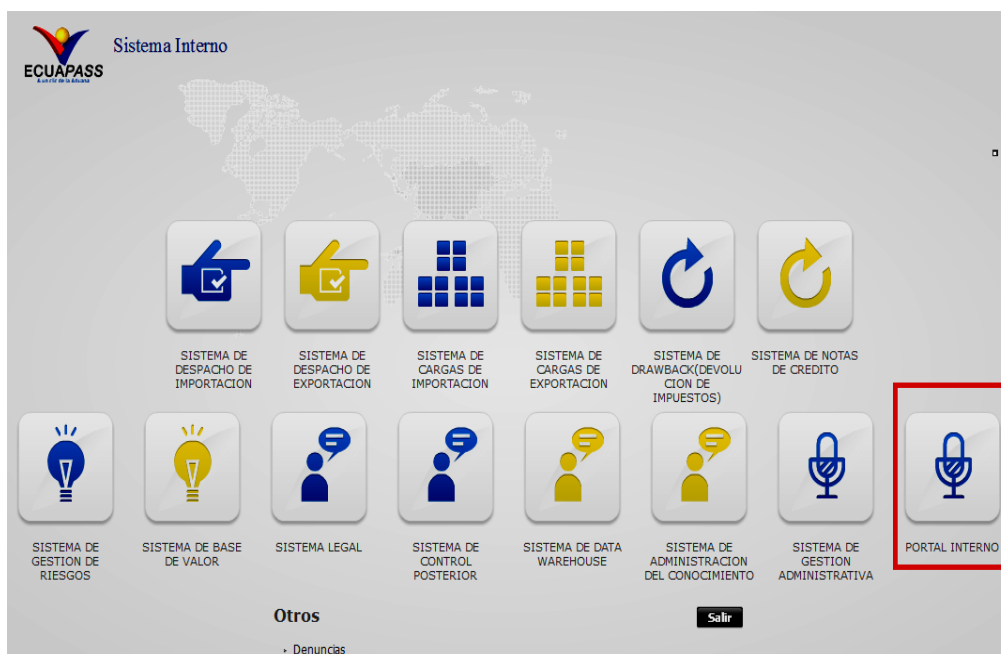 Sistema Interno
ECUAPASS
SISTEMA DE
DESPACHO DE
IMPORTACION
SISTEMA DE
DESPACHO DE
EXPORTACION
SISTEMA DE
CARGAS DE
IMPORTACION
SISTEMA DE
CARGAS DE
EXPORTACION
SISTEMA DE
DRAWBACK(DEVOLU
CION DE
IMPUESTOS)
SISTEMA DE NOTAS
DE CREDITO
SISTEMA DE
GESTION DE
RIESGOS
SISTEMA DE BASE
DE VALOR
SISTEMA LEGAL
SISTEMA DE
CONTROL
POSTERIOR
SISTEMA DE DATA
WAREHOUSE
SISTEMA DE
ADMINISTRACION
DEL CONOCIMIENTO
SISTEMA DE
GESTION
ADMINISTRATIVA
PORTAL INTERNO
Otros
Salir
Denuncias